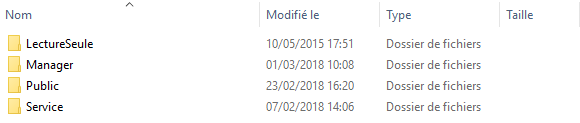 Nom Modifié le Type Taille
LectureSeule 10/05/2015 17:51 Dossier de fichiers
Manager 01/03/2018 10:08 Dossier de fichiers
Public 23/02/2018 16:20 Dossier de fichiers
Service 07/02/2018 14:06 Dossier de fichiers